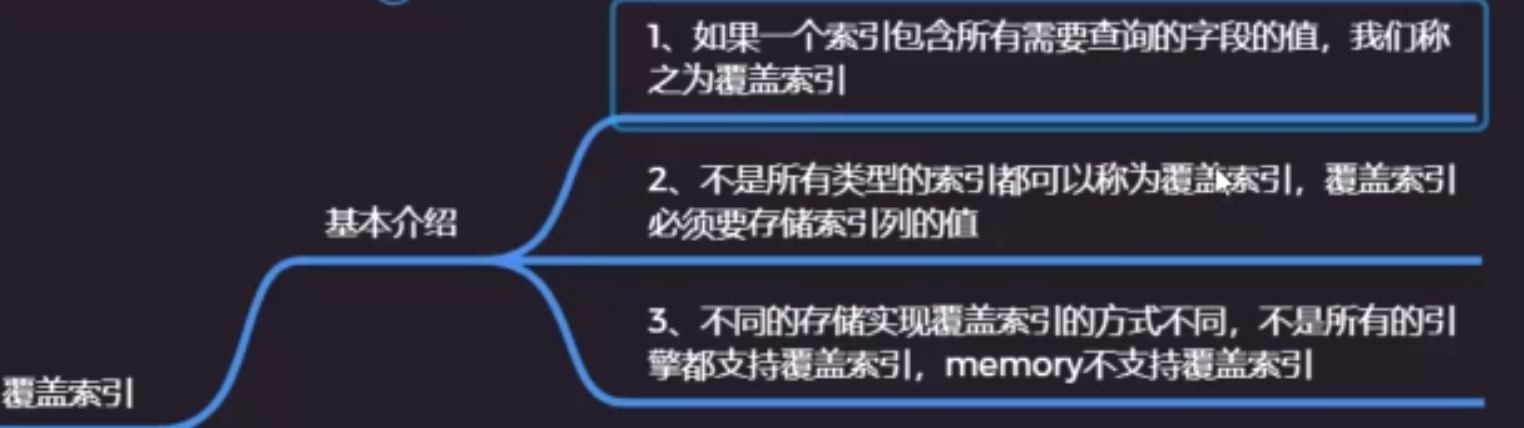 1、如果一个索引包含所有需要查询的字段的值，我们称
之为覆盖索引
2、不是所有类型的索引都可以称为覆盖索引，覆盖索引
必须要存储索引列的值
基本介绍
3、不同的存储实现覆盖索引的方式不同，不是所有的引
擎都支持覆盖索引，memory不支持覆盖索引
覆盖索引